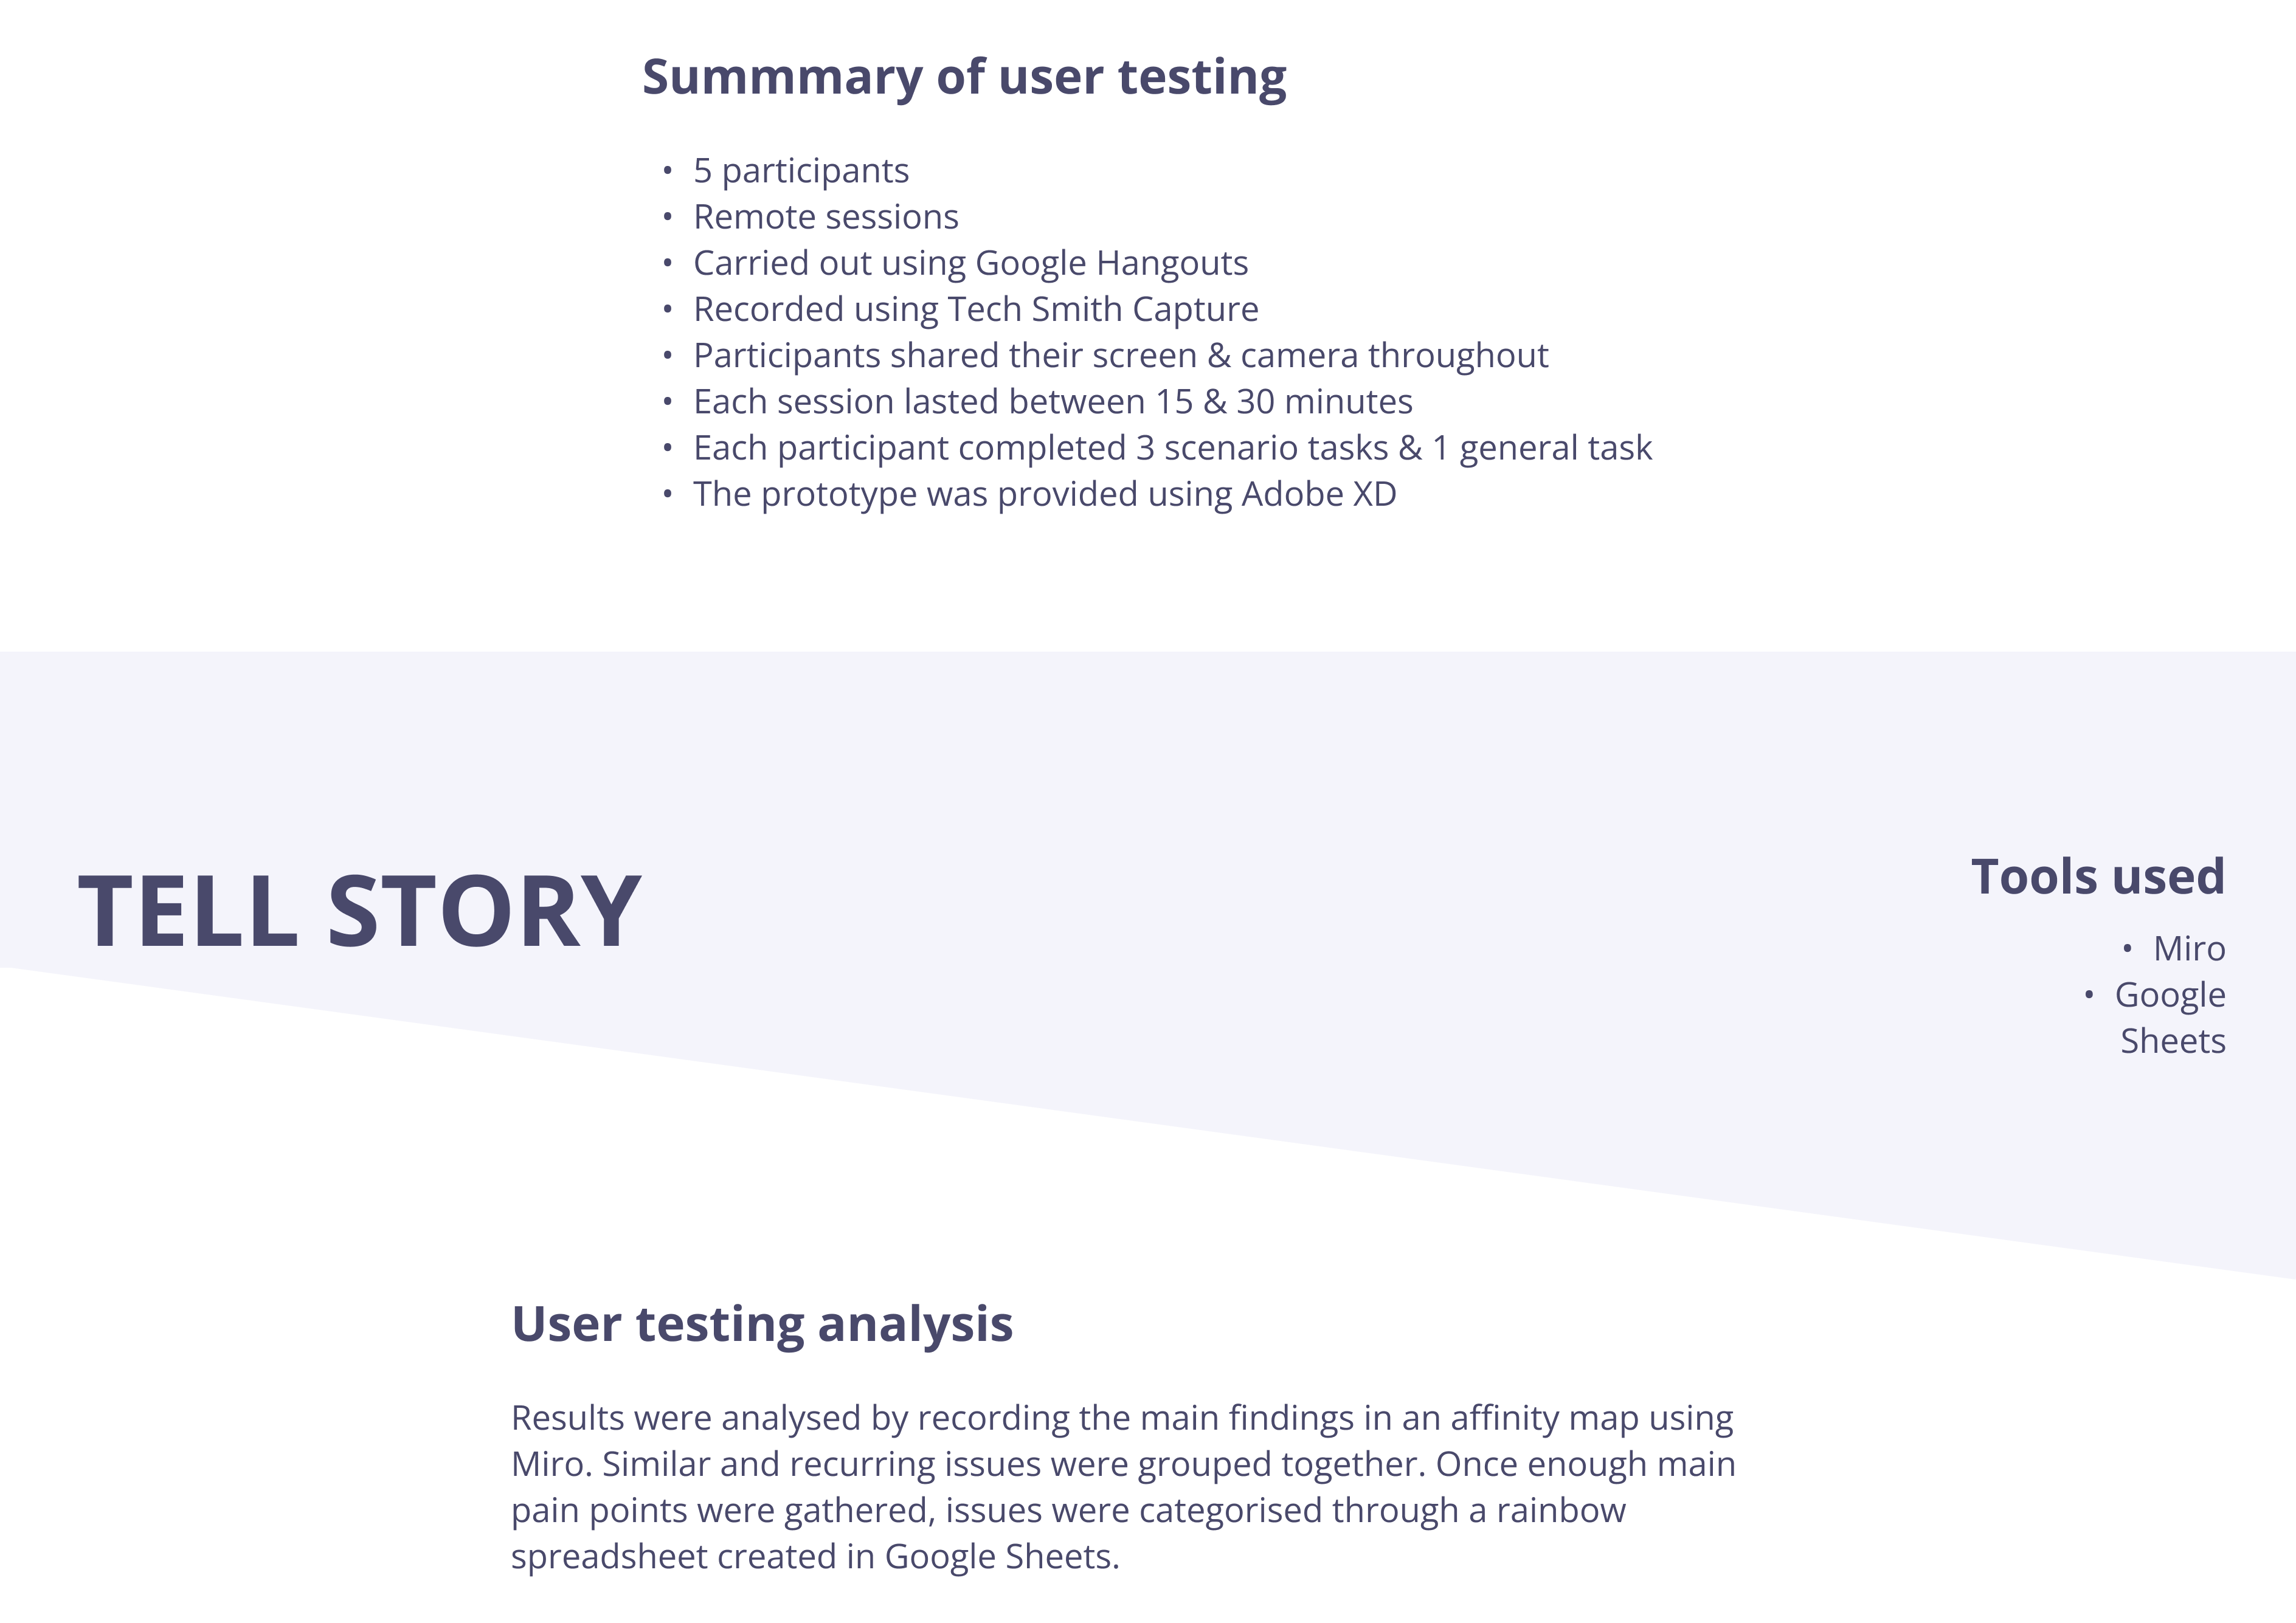 Summmary of user testing
• 5 participants
• Remote sessions
• Carried out using Google Hangouts
• Recorded using Tech Smith Capture
• Participants shared their screen & camera throughout
• Each session lasted between 15 & 30 minutes
• Each participant completed 3 scenario tasks & 1 general task
• The prototype was provided using Adobe XD
TELL STORY
Tools used
• Miro
• Google
Sheets
User testing analysis
Results were analysed by recording the main findings in an affinity map using
Miro. Similar and recurring issues were grouped together. Once enough main
pain points were gathered, issues were categorised through a rainbow
spreadsheet created in Google Sheets.